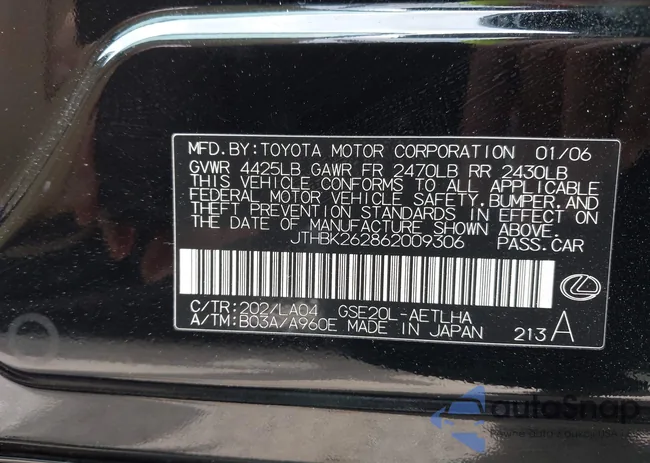 MFD.BY:TOYOTA MOTOR CORPORATION 01/06
GVWR 4425LB GAWR FR 2470LB RR 2430LB
THIS VEHICLE CONFORMS TO ALL APPLICABLE
FEDERAL MOTOR VEHICLE SAFETY,BUMPER,AND
THEFT PREVENTION STANDARDS IN EFFECT ON
THE DATE OF MANUFACTURE SHOWN ABOVE.
JTHBK262862009306 PASS.CAR
C/TR:202/LA04 GSE20L-AETLHA
A/TM:B03A/A960E MADE IN JAPAN 213A
autoSnap